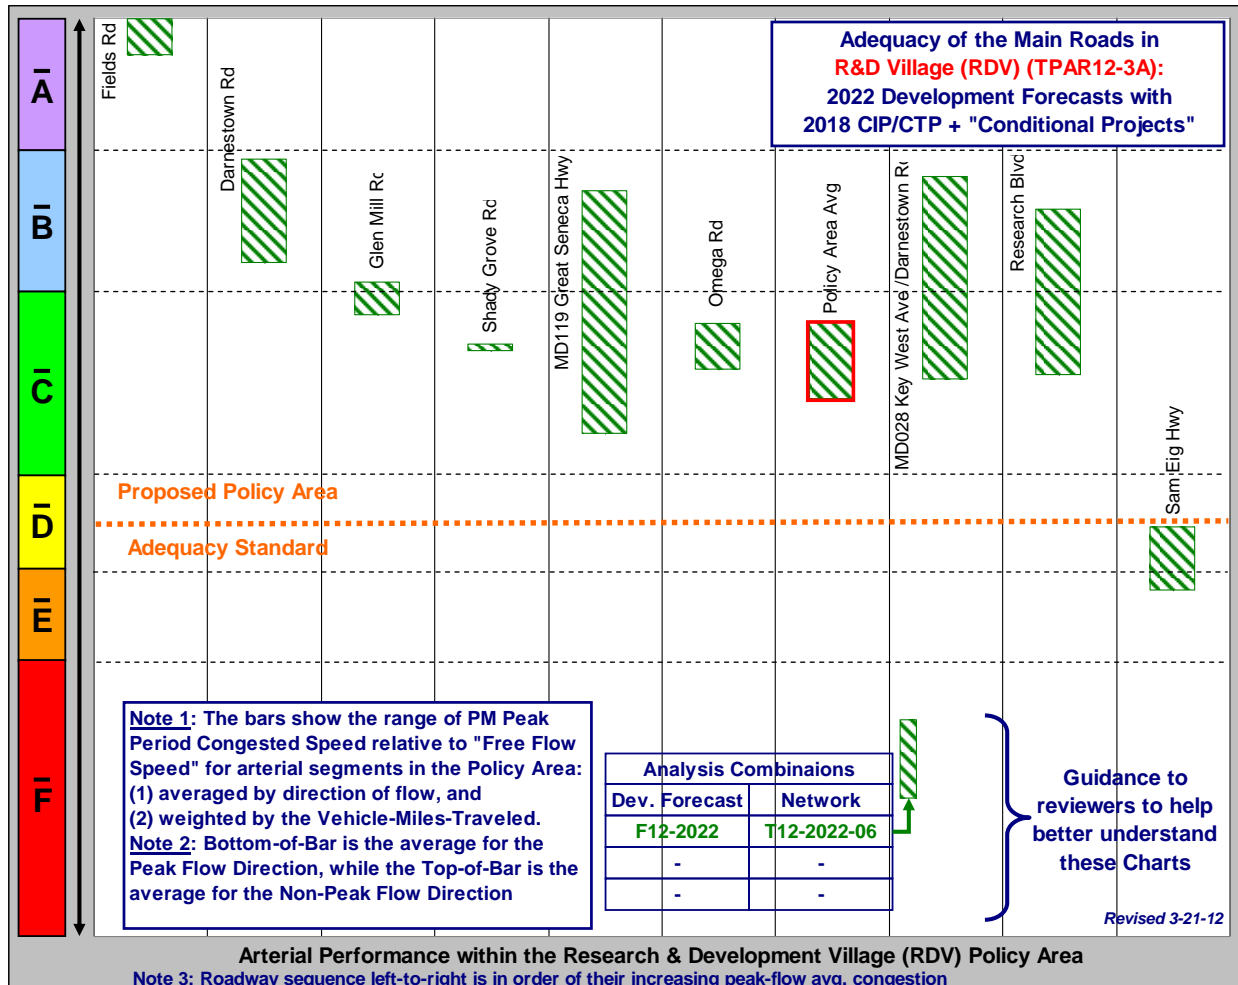 Adequacy of the Main Roads in
R&D Village (RDV) (TPAR12-3A):
2022 Development Forecasts with
2018 CIP/CTP + "Conditional Projects"
A
B
C
D
E
F
Fields Rd
Darnestown Rd
Glen Mill Rd
Shady Grove Rd
MD119 Great Seneca Hwy
Omega Rd
Policy Area Avg
MD028 Key West Ave /Darnestown Rd
Research Blvd
Sam Eig Hwy
Proposed Policy Area
Adequacy Standard
Note 1: The bars show the range of PM Peak
Period Congested Speed relative to "Free Flow
Speed" for arterial segments in the Policy Area:
(1) averaged by direction of flow, and
(2) weighted by the Vehicle-Miles-Traveled.
Note 2: Bottom-of-Bar is the average for the
Peak Flow Direction, while the Top-of-Bar is the
average for the Non-Peak Flow Direction
Analysis Combinaions
Dev. Forecast Network
F12-2022 T12-2022-06
- -
- -
Guidance to
reviewers to help
better understand
these Charts
Revised 3-21-12
Arterial Performance within the Research & Development Village (RDV) Policy Area
Note 3: Roadway sequence left-to-right is in order of their increasing peak-flow avg. congestion